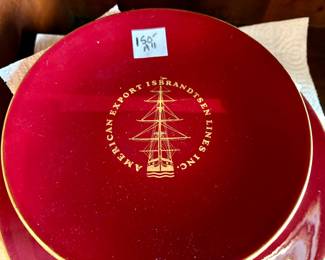 150-
All
AMERICAN EXPORT ISBRANDTSEN LINES INC.